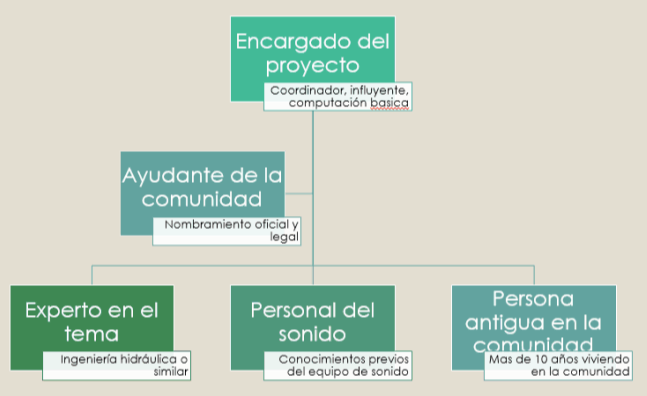 Encargado del
proyecto
Coordinador, influyente,
computación basica
Ayudante de la
comunidad
Nombramiento oficial y
legal
Experto en el
tema
Ingeniería hidráulica o
similar
Personal del
sonido
Conocimientos previos
del equipo de sonido
Persona
antigua en la
comunidad
Mas de 10 años viviendo
en la comunidad